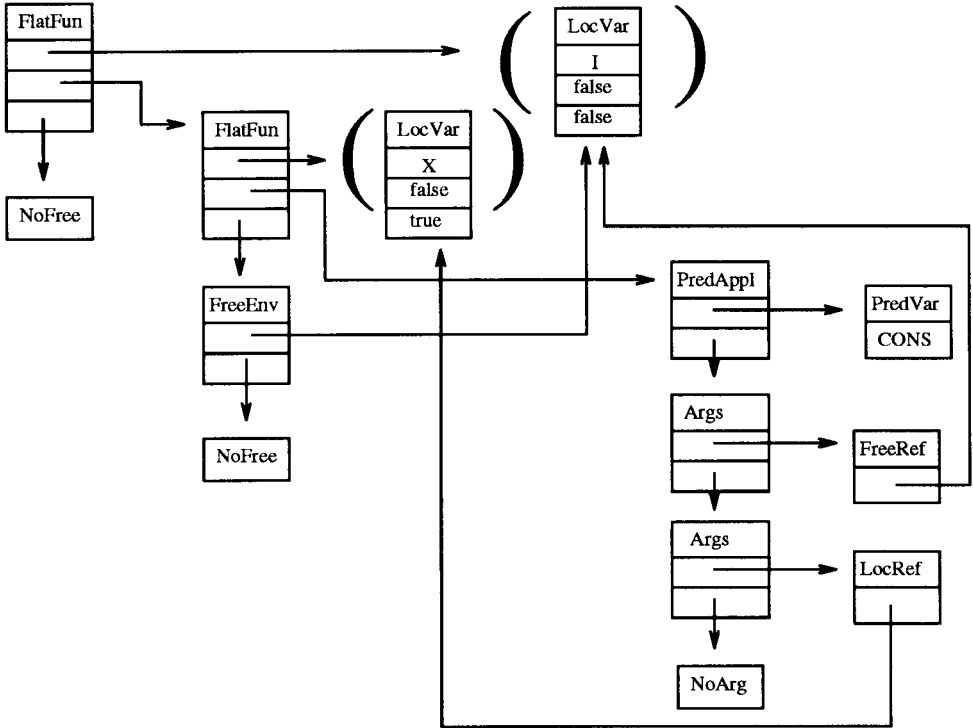 FlatFun
LocVar
I
false
false
FlatFun
LocVar
X
false
true
NoFree
FreeEnv
PredAppl
PredVar
CONS
NoFree
Args
FreeRef
Args
LocRef
NoArg